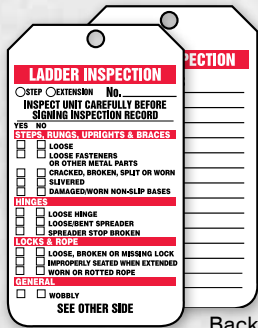 LADDER INSPECTION
STEP EXTENSION No.
INSPECT UNIT CAREFULLY BEFORE
SIGNING INSPECTION RECORD
YES NO
STEPS, RUNGS, UPRIGHTS & BRACES
LOOSE
LOOSE FASTENERS
OR OTHER METAL PARTS
CRACKED, BROKEN, SPLIT OR WORN
SLIVERED
DAMAGED/WORN NON-SLIP BASES
HINGES
LOOSE HINGE
LOOSE/BENT SPREADER
SPREADER STOP BROKEN
LOCKS & ROPE
LOOSE, BROKEN OR MISSING LOCK
IMPROPERLY SEATED WHEN EXTENDED
WORN OR ROTTED ROPE
GENERAL
WOBBLY
SEE OTHER SIDE
PECTION
Back